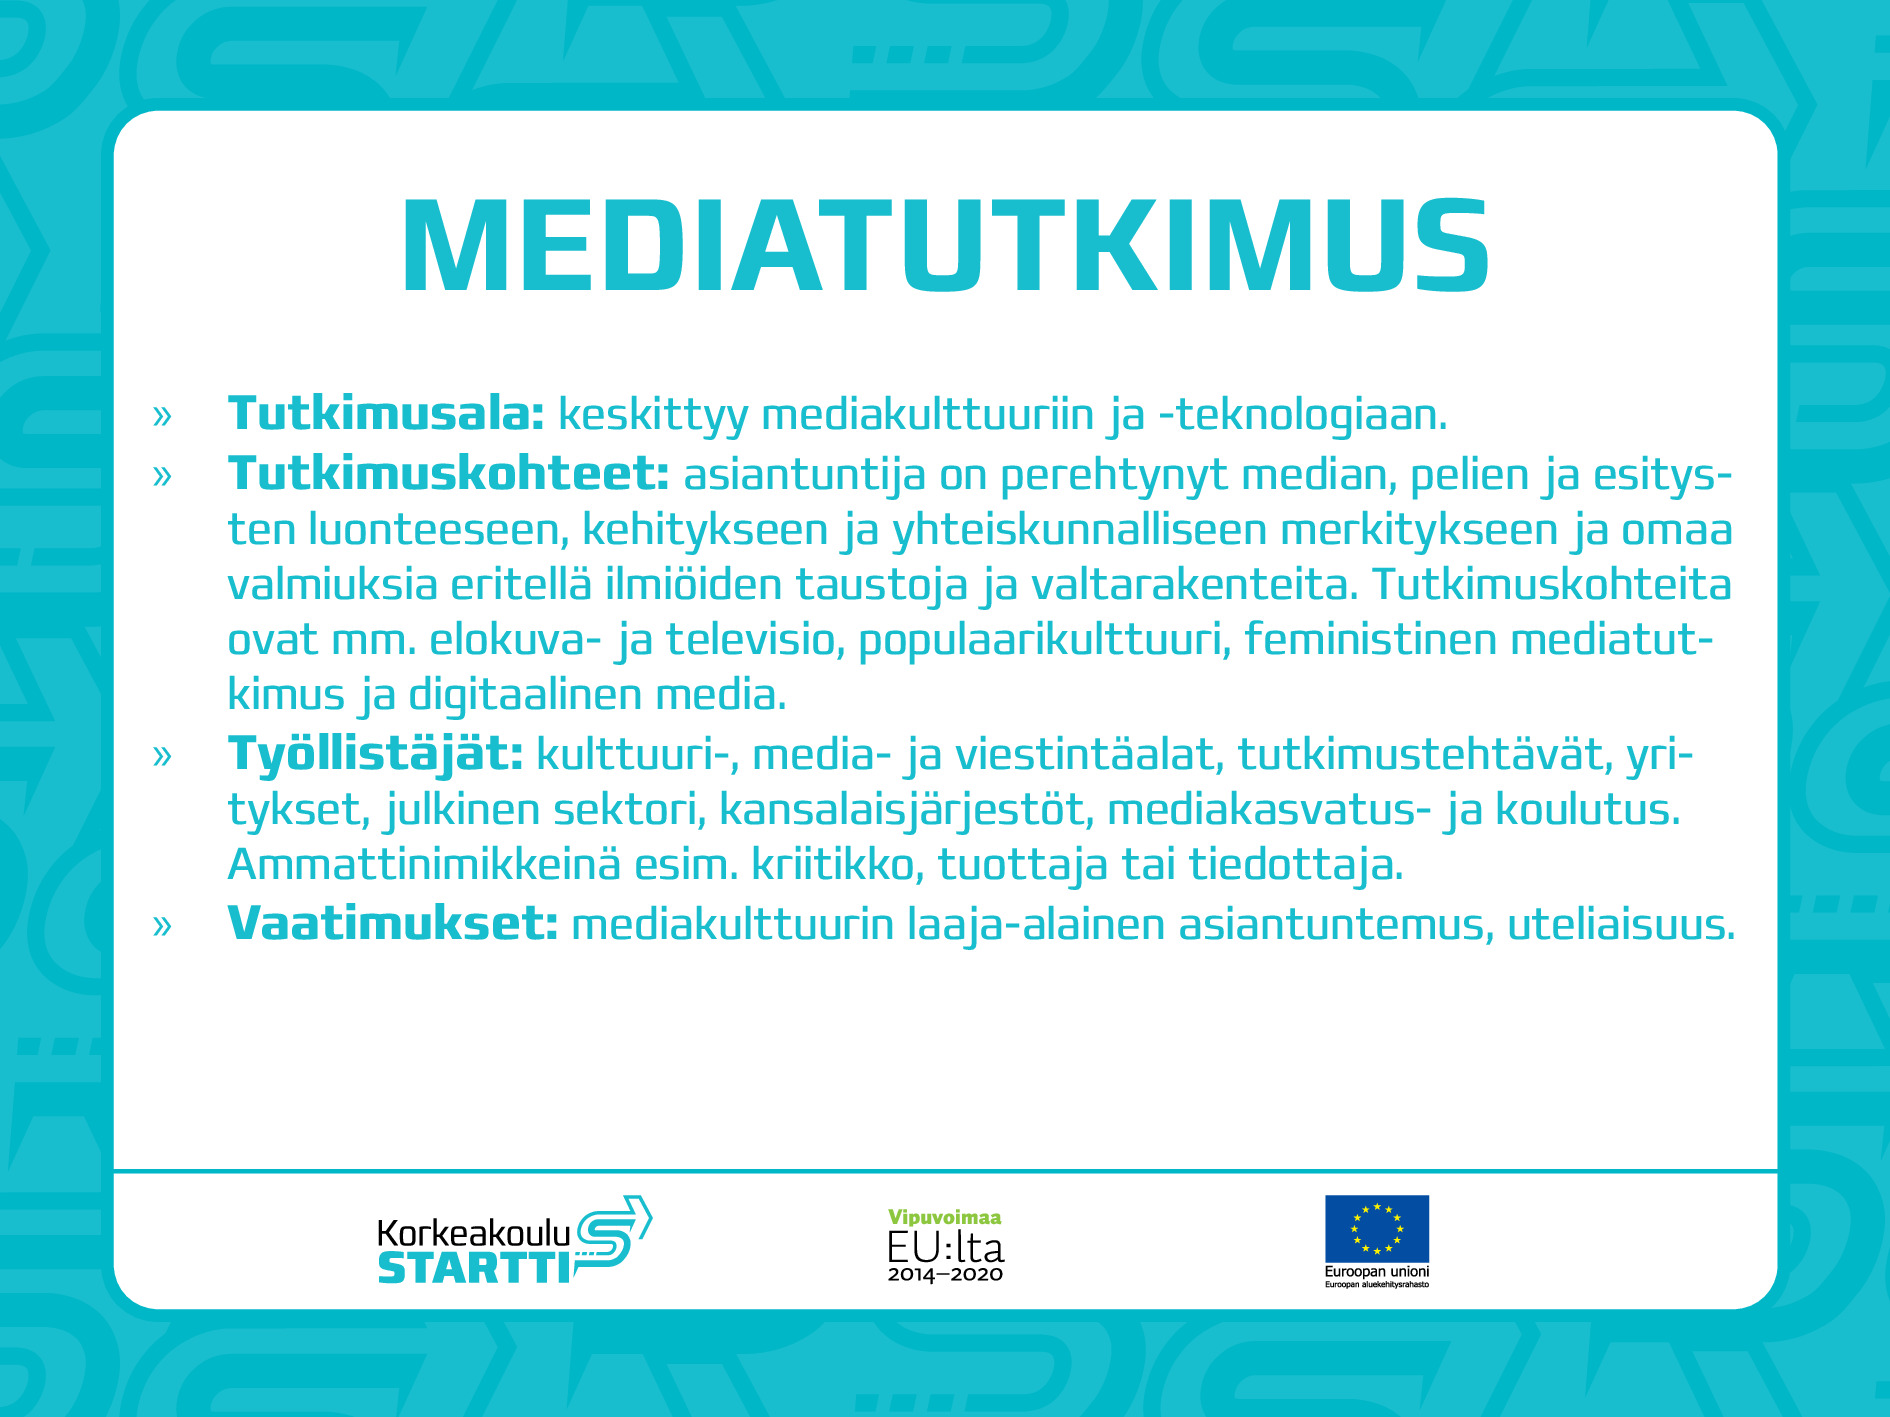 MEDIATUTKIMUS
» Tutkimusala: keskittyy mediakulttuuriin ja -teknologiaan.
» Tutkimuskohteet: asiantuntija on perehtynyt median, pelien ja esitys-
ten luonteeseen, kehitykseen ja yhteiskunnalliseen merkitykseen ja omaa
valmiuksia eritellä ilmiöiden taustoja ja valtarakenteita. Tutkimuskohteita
ovat mm. elokuva- ja televisio, populaarikulttuuri, feministinen mediatut-
kimus ja digitaalinen media.
» Työllistäjät: kulttuuri-, media- ja viestintäalat, tutkimustehtävät, yri-
tykset, julkinen sektori, kansalaisjärjestöt, mediakasvatus- ja koulutus.
Ammattinimikkeinä esim. kriitikko, tuottaja tai tiedottaja.
» Vaatimukset: mediakulttuurin laaja-alainen asiantuntemus, uteliaisuus.
Korkeakoulu
STARTTI
Vipuvoimaa
EU:lta
2014–2020
Euroopan unioni
Euroopan aluekehitysrahasto